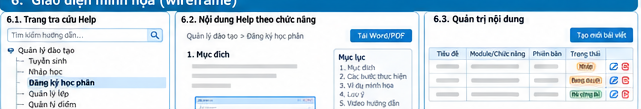 6. Giao diện minh họa (wireframe)
6.1. Trang tra cứu Help
Tìm kiếm hướng dẫn...
Quản lý đào tạo
Tuyển sinh
Nhập học
Đăng ký học phần
Quản lý lớp
Quản lý điểm
6.2. Nội dung Help theo chức năng
Quản lý đào tạo > Đăng ký học phần
Tải Word/PDF
1. Mục đích
Mục lục
1. Mục đích
2. Các bước thực hiện
3. Ví dụ minh họa
4. Lưu ý
5. Video hướng dẫn
6.3. Quản trị nội dung
Tạo mới bài viết
Tiêu đề Module/Chức năng Phiên bản Trạng thái
Nháp